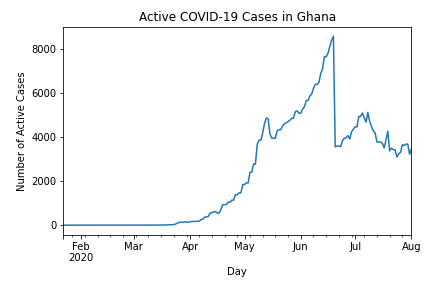 Active COVID-19 Cases in Ghana
Number of Active Cases
8000
6000
4000
2000
0
Feb Mar Apr May Jun Jul Aug
2020
Day